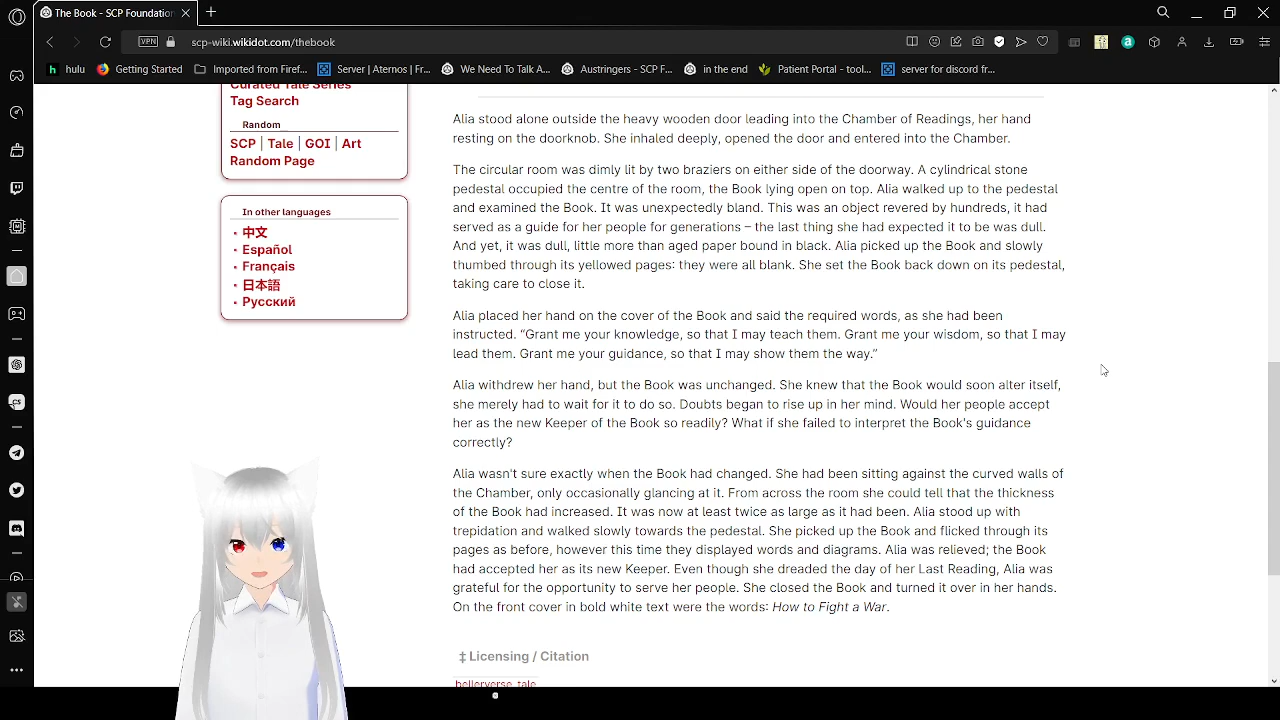 The Book - SCP Foundation
scp-wiki.wikidot.com/thebook
VPN
hulu
Getting Started
Imported from Firef...
Server | Aternos | Fr...
We Need To Talk A...
Austringers - SCP F...
in the end
Patient Portal - tool...
server for discord fr...
Curated Tale Series
Tag Search
Random
SCP | Tale | GOI | Art
Random Page
In other languages
中文
Español
Français
日本語
Русский
Alia stood alone outside the heavy wooden door leading into the Chamber of Readings, her hand
resting on the doorknob. She inhaled deeply, opened the door and entered into the Chamber.
The circular room was dimly lit by two braziers on either side of the doorway. A cylindrical stone
pedestal occupied the centre of the room, the Book lying open on top. Alia walked up to the pedestal
and examined the Book. It was unexpectedly bland. This was an object revered by hundreds, it had
served as a guide for her people for generations – the last thing she had expected it to be was dull.
And yet, it was dull, little more than aged paper bound in black. Alia picked up the Book and slowly
thumbed through its yellowed pages: they were all blank. She set the Book back down on its pedestal,
taking care to close it.
Alia placed her hand on the cover of the Book and said the required words, as she had been
instructed. “Grant me your knowledge, so that I may teach them. Grant me your wisdom, so that I may
lead them. Grant me your guidance, so that I may show them the way.”
Alia withdrew her hand, but the Book was unchanged. She knew that the Book would soon alter itself,
she merely had to wait for it to do so. Doubts began to rise up in her mind. Would her people accept
her as the new Keeper of the Book so readily? What if she failed to interpret the Book's guidance
correctly?
Alia wasn't sure exactly when the Book had changed. She had been sitting against the curved walls of
the Chamber, only occasionally glancing at it. From across the room she could tell that the thickness
of the Book had increased. It was now at least twice as large as it had been. Alia stood up with
trepidation and walked slowly towards the pedestal. She picked up the Book and flicked through its
pages as before, however this time they displayed words and diagrams. Alia was relieved; the Book
had accepted her as its new Keeper. Even though she dreaded the day of her Last Reading, Alia was
grateful for the opportunity to serve her people. She closed the Book and turned it over in her hands.
On the front cover in bold white text were the words: How to Fight a War.
‡ Licensing / Citation
bellerverse tale